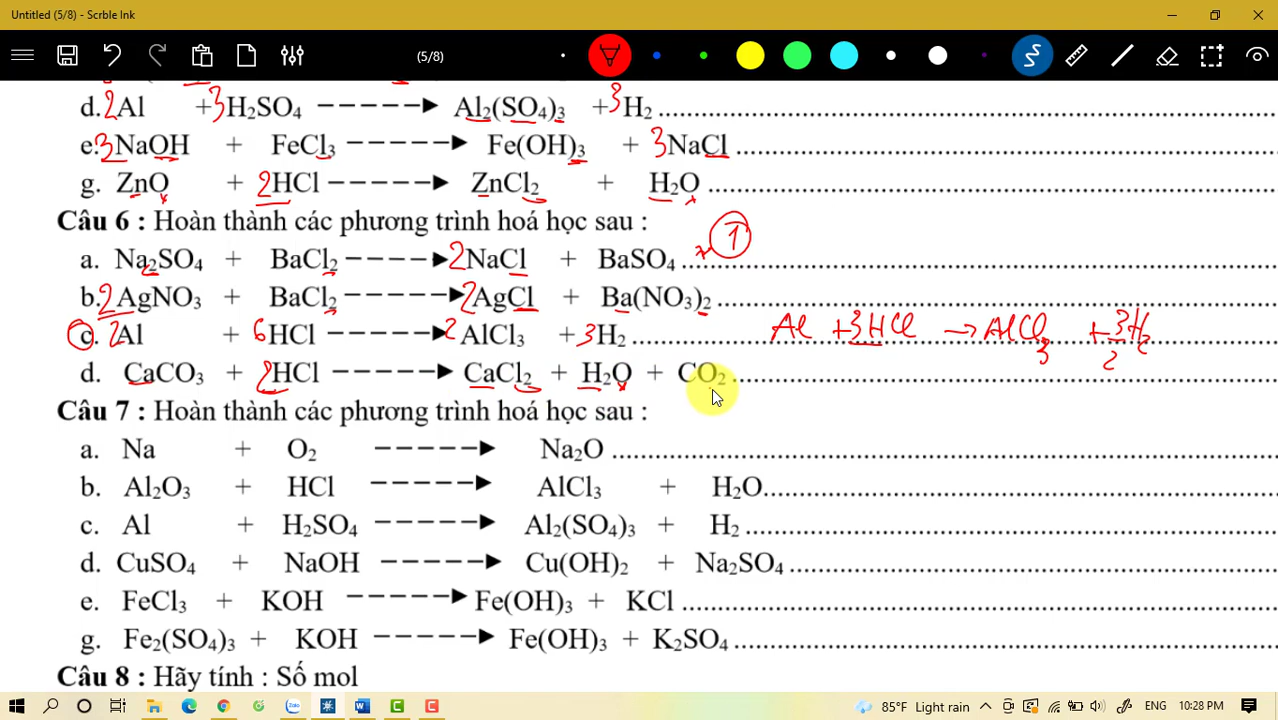 Untitled (5/8) - Scrble Ink
(5/8)
d. 2Al +3H₂SO₄ -----► Al₂(SO₄)₃ +3H₂
e. 3NaOH + FeCl₃ -----► Fe(OH)₃ + 3NaCl
g. ZnO + 2HCl -----► ZnCl₂ + H₂O
Câu 6 : Hoàn thành các phương trình hoá học sau : 1
a. Na₂SO₄ + BaCl₂ -----► 2NaCl + BaSO₄
b. 2AgNO₃ + BaCl₂ -----► 2AgCl + Ba(NO₃)₂
c. 2Al + 6HCl -----► 2AlCl₃ +3H₂ Al +3HCl → AlCl₃ + 3/2H₂
d. CaCO₃ + 2HCl -----► CaCl₂ + H₂O + CO₂
Câu 7 : Hoàn thành các phương trình hoá học sau :
a. Na + O₂ -----► Na₂O
b. Al₂O₃ + HCl -----► AlCl₃ + H₂O
c. Al + H₂SO₄ -----► Al₂(SO₄)₃ + H₂
d. CuSO₄ + NaOH -----► Cu(OH)₂ + Na₂SO₄
e. FeCl₃ + KOH -----► Fe(OH)₃ + KCl
g. Fe₂(SO₄)₃ + KOH -----► Fe(OH)₃ + K₂SO₄
Câu 8 : Hãy tính : Số mol
85°F Light rain 10:28 PM